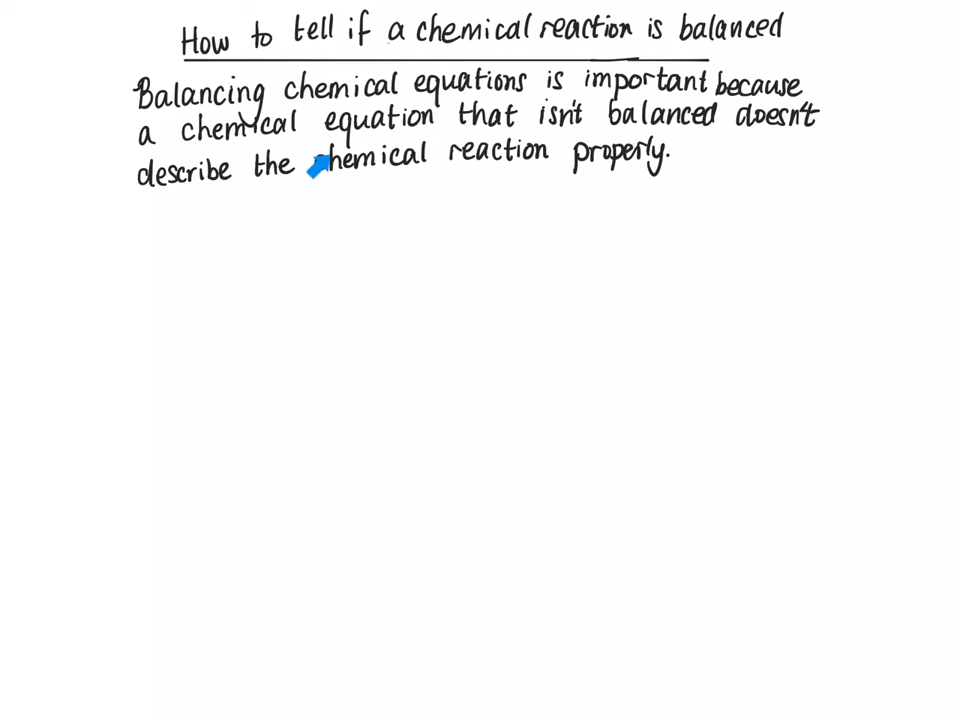 How to tell if a chemical reaction is balanced
Balancing chemical equations is important because
a chemical equation that isn't balanced doesn't
describe the chemical reaction properly.